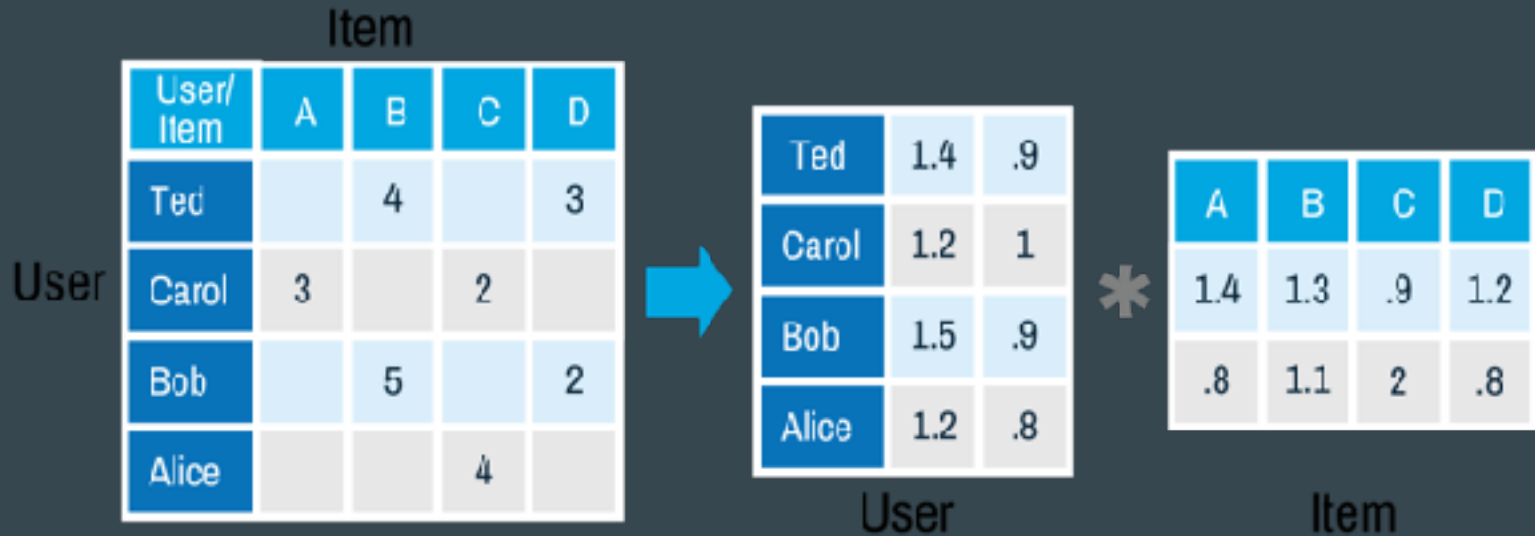 Item
User/
Item A B C D
Ted 4 3
User
Carol 3 2
Bob 5 2
Alice 4
Ted 1.4 .9
Carol 1.2 1
Bob 1.5 .9
Alice 1.2 .8
User
*
A B C D
1.4 1.3 .9 1.2
.8 1.1 2 .8
Item